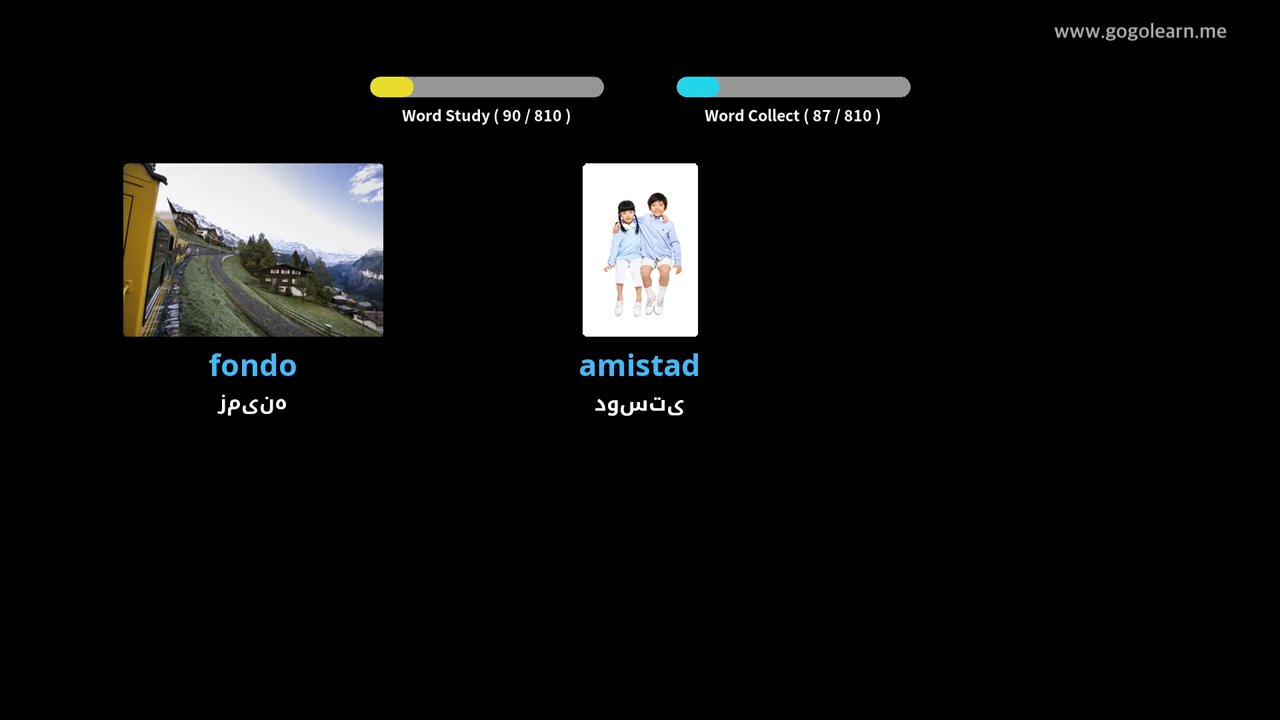 www.gogolearn.me
Word Study ( 90 / 810 )
Word Collect ( 87 / 810 )
fondo
زمینه
amistad
دوستی